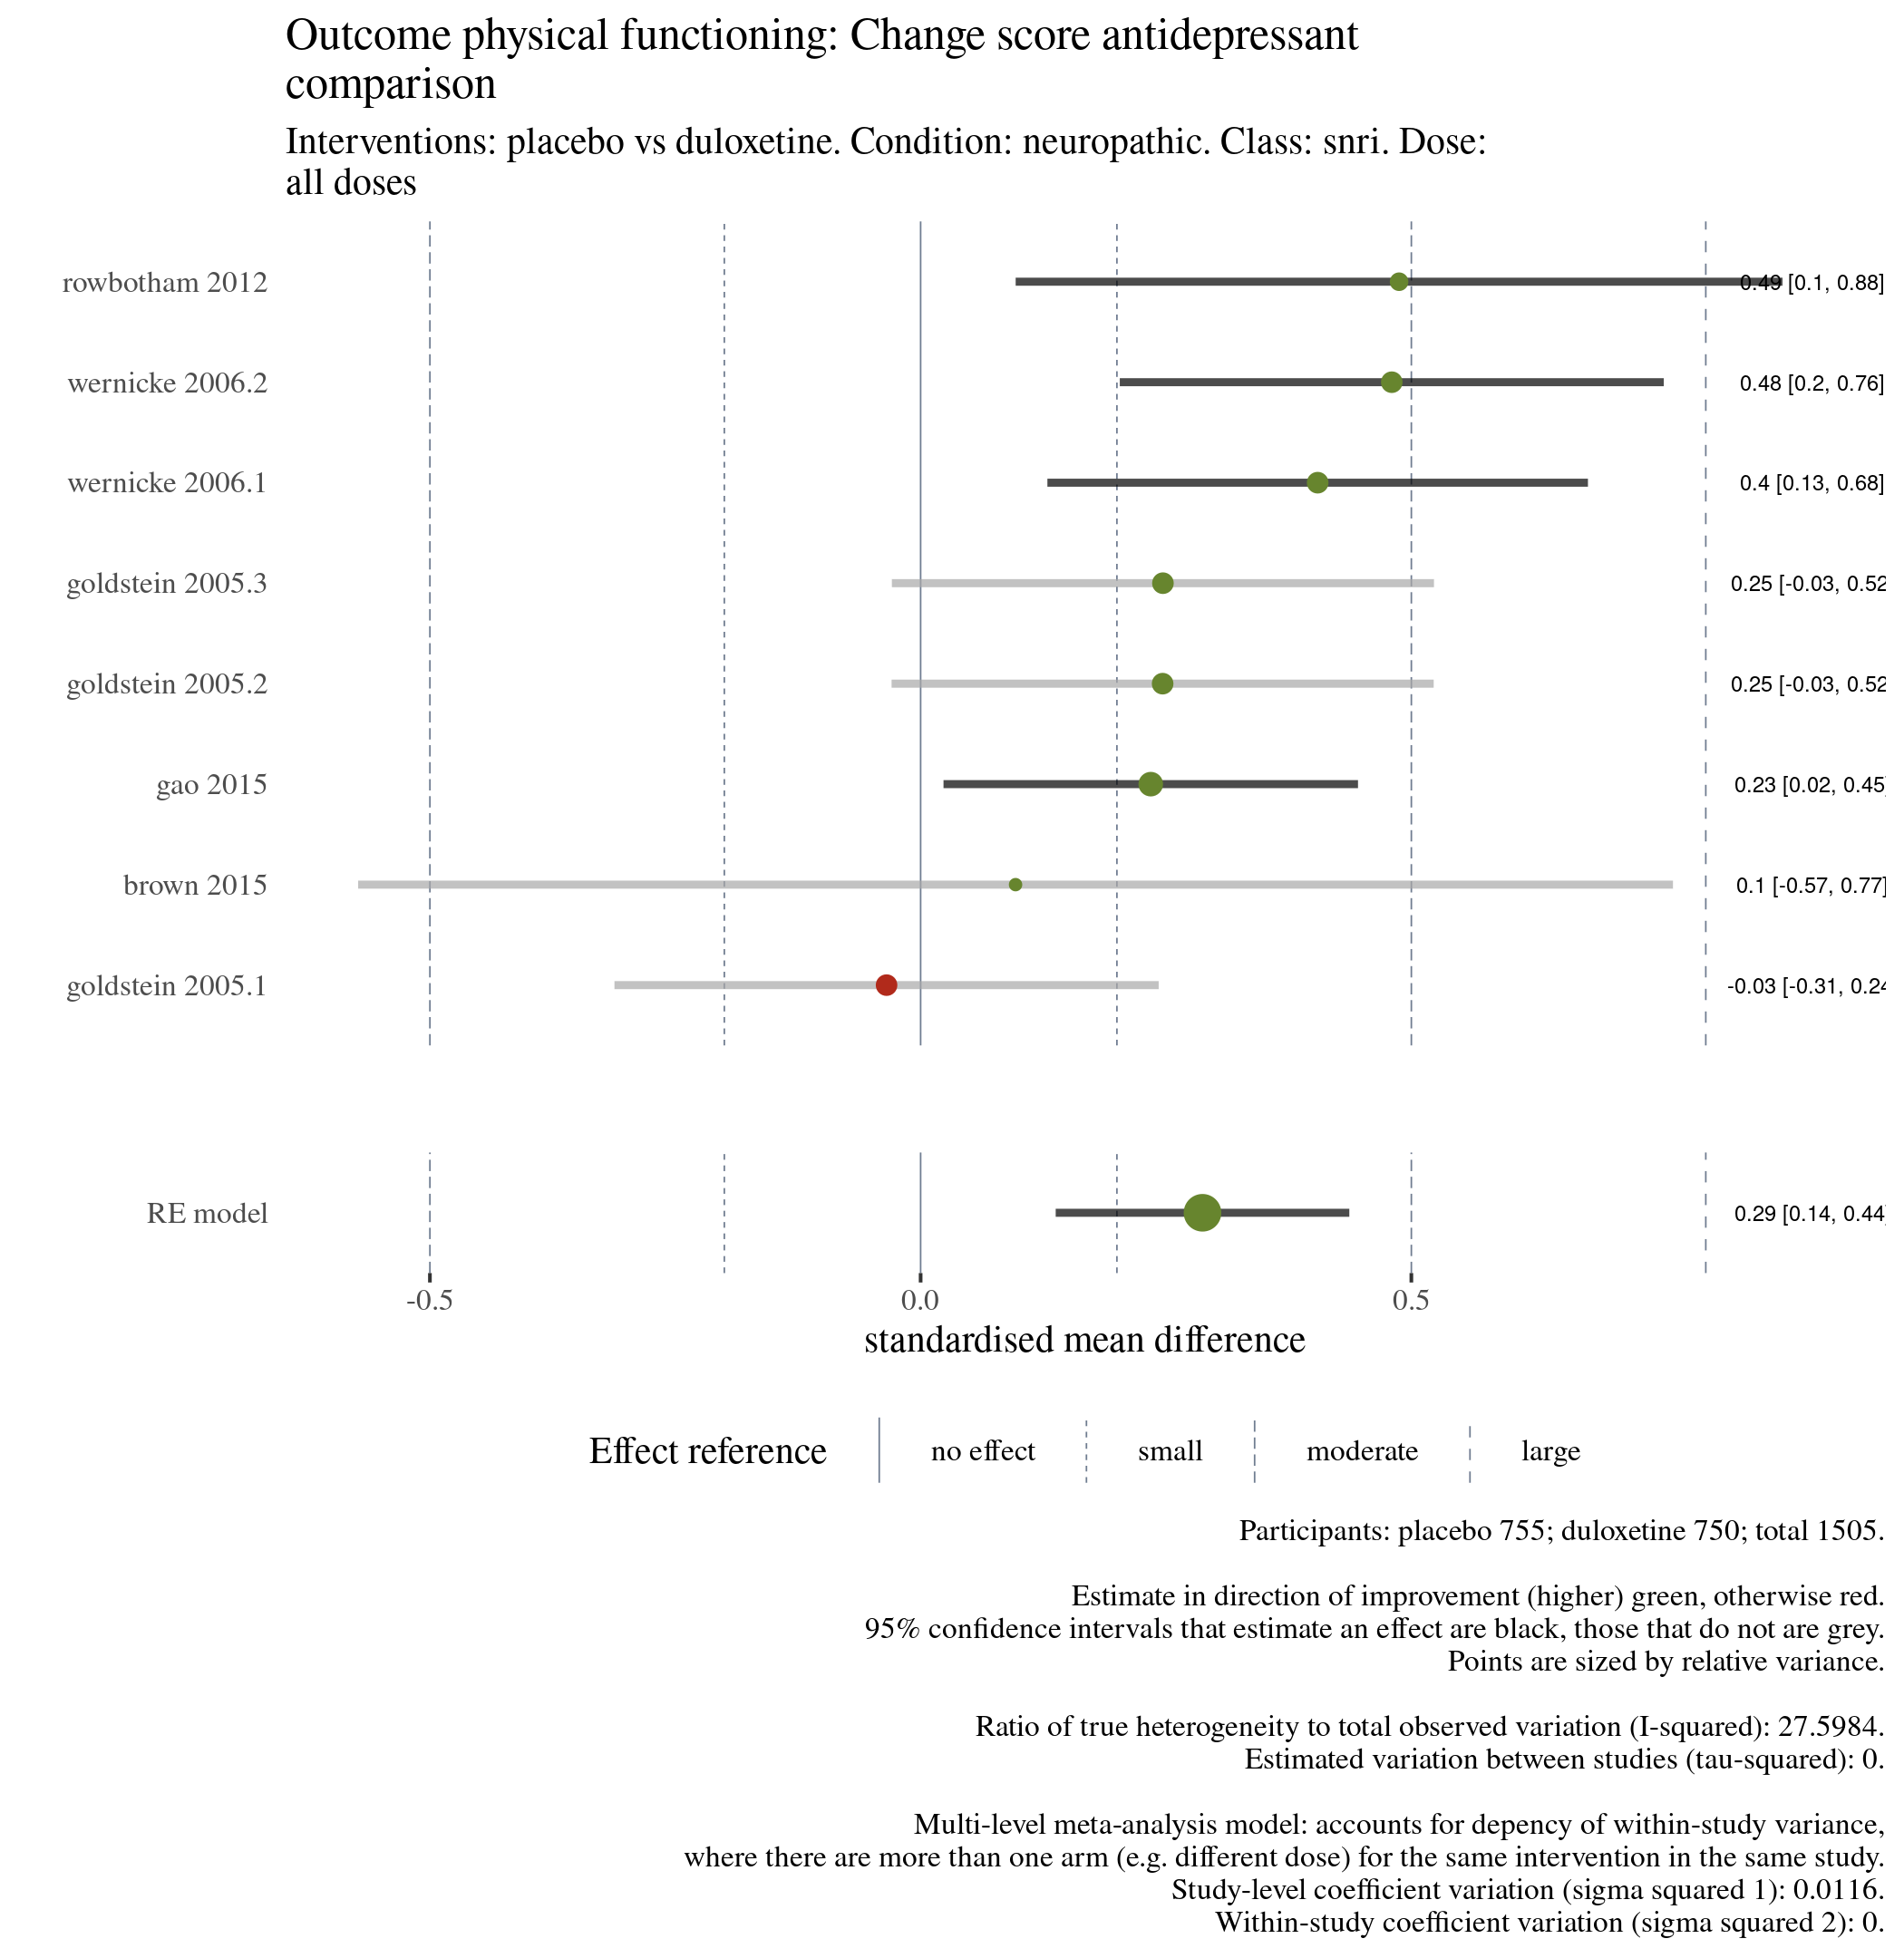 Outcome physical functioning: Change score antidepressant
comparison
Interventions: placebo vs duloxetine. Condition: neuropathic. Class: snri. Dose:
all doses
rowbotham 2012 0.49 [0.1, 0.88]
wernicke 2006.2 0.48 [0.2, 0.76]
wernicke 2006.1 0.4 [0.13, 0.68]
goldstein 2005.3 0.25 [-0.03, 0.52
goldstein 2005.2 0.25 [-0.03, 0.52
gao 2015 0.23 [0.02, 0.45]
brown 2015 0.1 [-0.57, 0.77]
goldstein 2005.1 -0.03 [-0.31, 0.24
RE model 0.29 [0.14, 0.44]
-0.5 0.0 0.5
standardised mean difference
Effect reference no effect small moderate large
Participants: placebo 755; duloxetine 750; total 1505.
Estimate in direction of improvement (higher) green, otherwise red.
95% confidence intervals that estimate an effect are black, those that do not are grey.
Points are sized by relative variance.
Ratio of true heterogeneity to total observed variation (I-squared): 27.5984.
Estimated variation between studies (tau-squared): 0.
Multi-level meta-analysis model: accounts for depency of within-study variance,
where there are more than one arm (e.g. different dose) for the same intervention in the same study.
Study-level coefficient variation (sigma squared 1): 0.0116.
Within-study coefficient variation (sigma squared 2): 0.